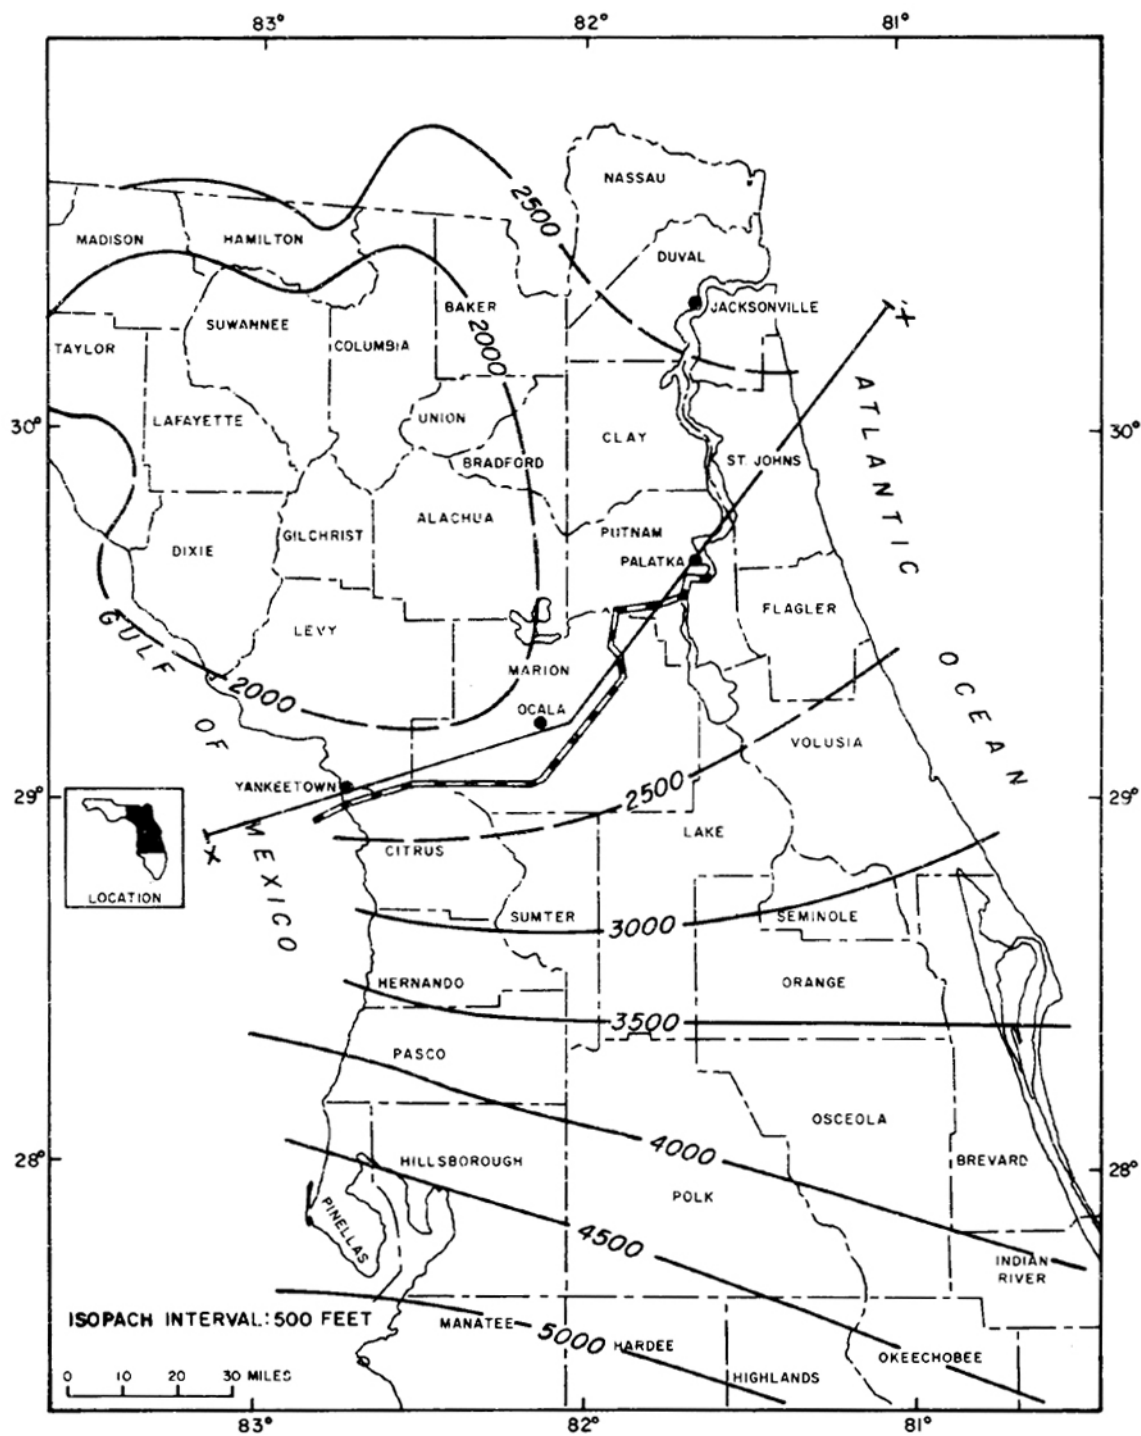 83° 82° 81°
NASSAU
2500
MADISON HAMILTON
DUVAL
BAKER JACKSONVILLE X
SUWANNEE
2000
TAYLOR COLUMBIA
ATLANTIC
LAFAYETTE UNION
30° 30°
CLAY
BRADFORD ST. JOHNS
ALACHUA
GILCHRIST PUTNAM
DIXIE
PALATKA
FLAGLER
GULF
LEVY
MARION
OCEAN
2000
OCALA
OF
VOLUSIA
YANKEETOWN 2500
29° 29°
MEXICO
LAKE
X
CITRUS
LOCATION
SUMTER 3000 SEMINOLE
HERNANDO ORANGE
3500
PASCO
OSCEOLA
4000
28° HILLSBOROUGH BREVARD 28°
POLK
PINELLAS
4500
INDIAN
RIVER
ISOPACH INTERVAL: 500 FEET
MANATEE 5000 HARDEE
OKEECHOBEE
0 10 20 30 MILES
HIGHLANDS
83° 82° 81°